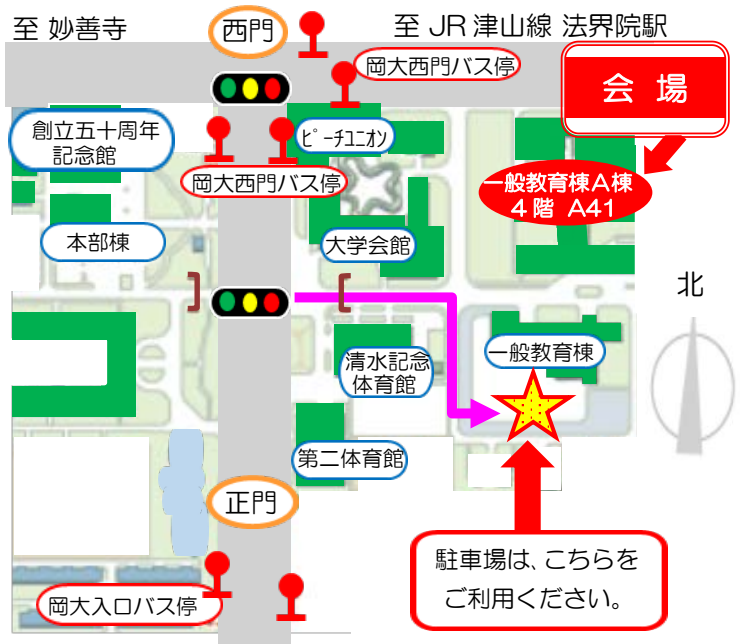 至 妙善寺
西門
至 JR津山線 法界院駅
岡大西門バス停
会 場
創立五十周年
記念館
ピーチユニオン
岡大西門バス停
一般教育棟A棟
4階 A41
本部棟
大学会館
北
清水記念
体育館
一般教育棟
第二体育館
正門
駐車場は、こちらを
ご利用ください。
岡大入口バス停